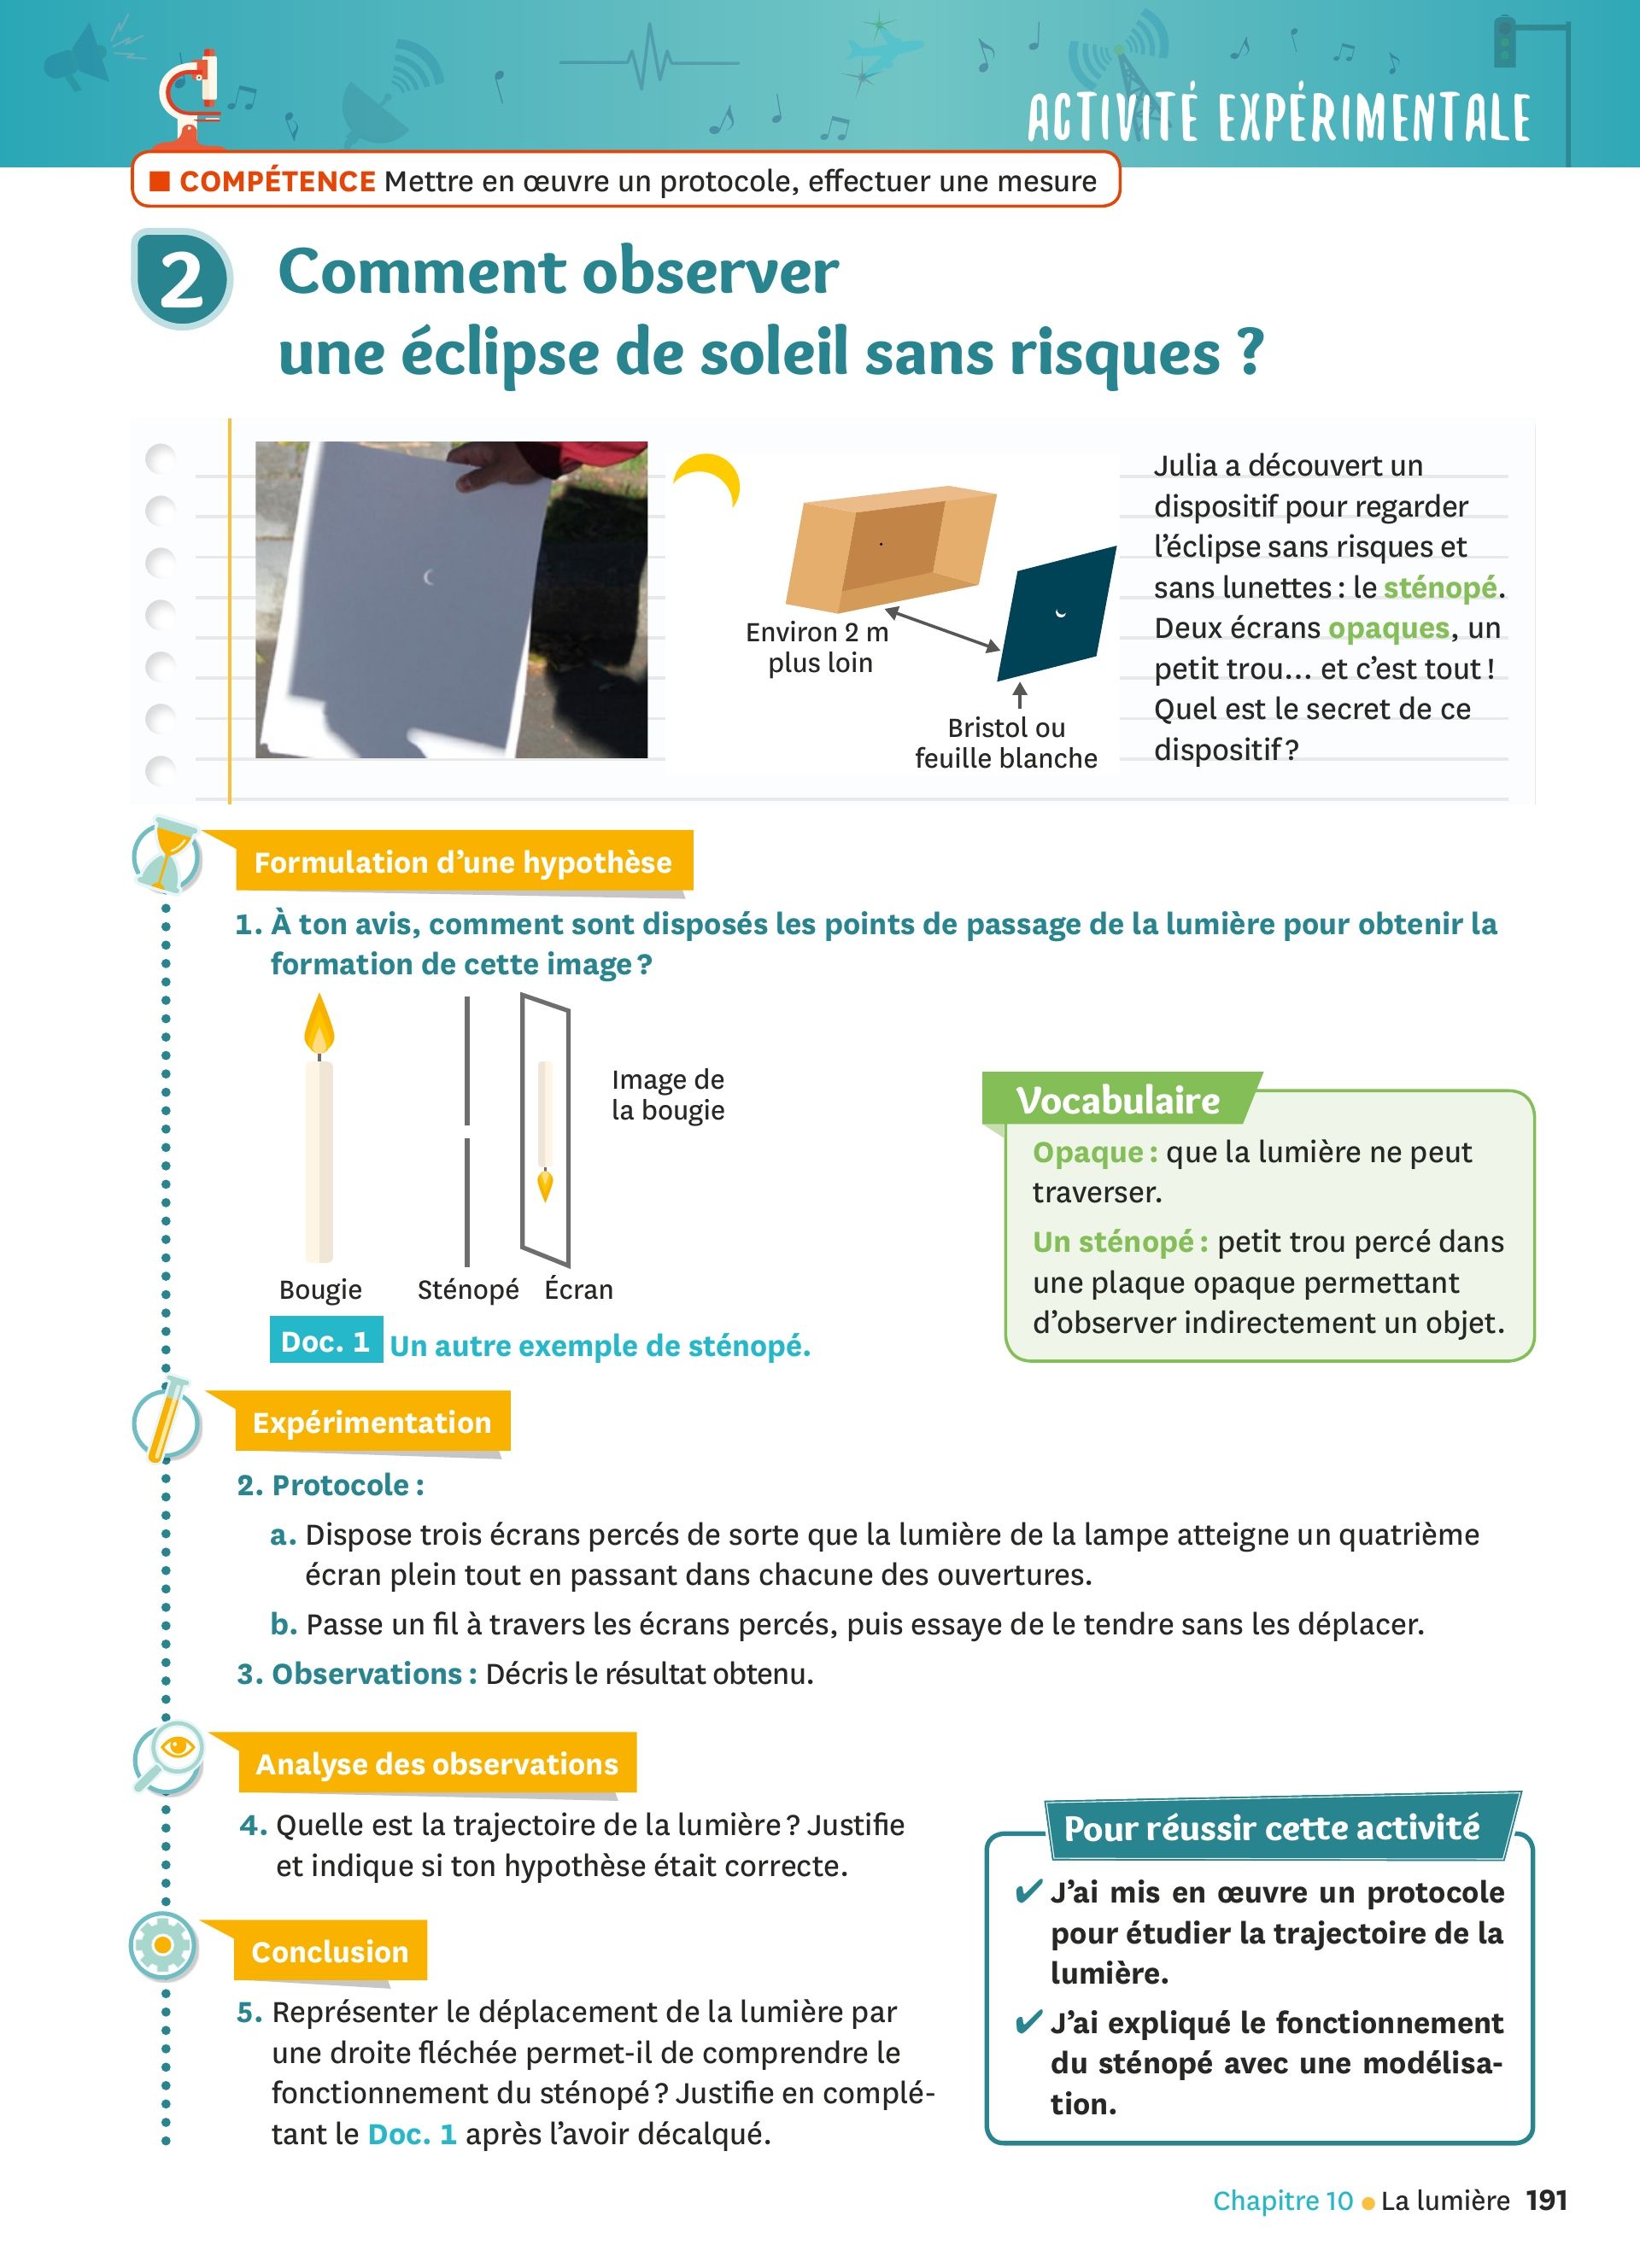 ACTIVITÉ EXPÉRIMENTALE
■ COMPÉTENCE Mettre en œuvre un protocole, effectuer une mesure
2
Comment observer
une éclipse de soleil sans risques ?
Environ 2 m
plus loin
Bristol ou
feuille blanche
Julia a découvert un
dispositif pour regarder
l’éclipse sans risques et
sans lunettes : le sténopé.
Deux écrans opaques, un
petit trou… et c’est tout !
Quel est le secret de ce
dispositif ?
Formulation d’une hypothèse
1. À ton avis, comment sont disposés les points de passage de la lumière pour obtenir la
formation de cette image ?
Image de
la bougie
Bougie
Sténopé
Écran
Doc. 1 Un autre exemple de sténopé.
Vocabulaire
Opaque : que la lumière ne peut
traverser.
Un sténopé : petit trou percé dans
une plaque opaque permettant
d’observer indirectement un objet.
Expérimentation
2. Protocole :
a. Dispose trois écrans percés de sorte que la lumière de la lampe atteigne un quatrième
écran plein tout en passant dans chacune des ouvertures.
b. Passe un fil à travers les écrans percés, puis essaye de le tendre sans les déplacer.
3. Observations : Décris le résultat obtenu.
Analyse des observations
4. Quelle est la trajectoire de la lumière ? Justifie
et indique si ton hypothèse était correcte.
Conclusion
5. Représenter le déplacement de la lumière par
une droite fléchée permet-il de comprendre le
fonctionnement du sténopé ? Justifie en complé-
tant le Doc. 1 après l’avoir décalqué.
Pour réussir cette activité
✔ J’ai mis en œuvre un protocole
pour étudier la trajectoire de la
lumière.
✔ J’ai expliqué le fonctionnement
du sténopé avec une modélisa-
tion.
Chapitre 10 • La lumière 191